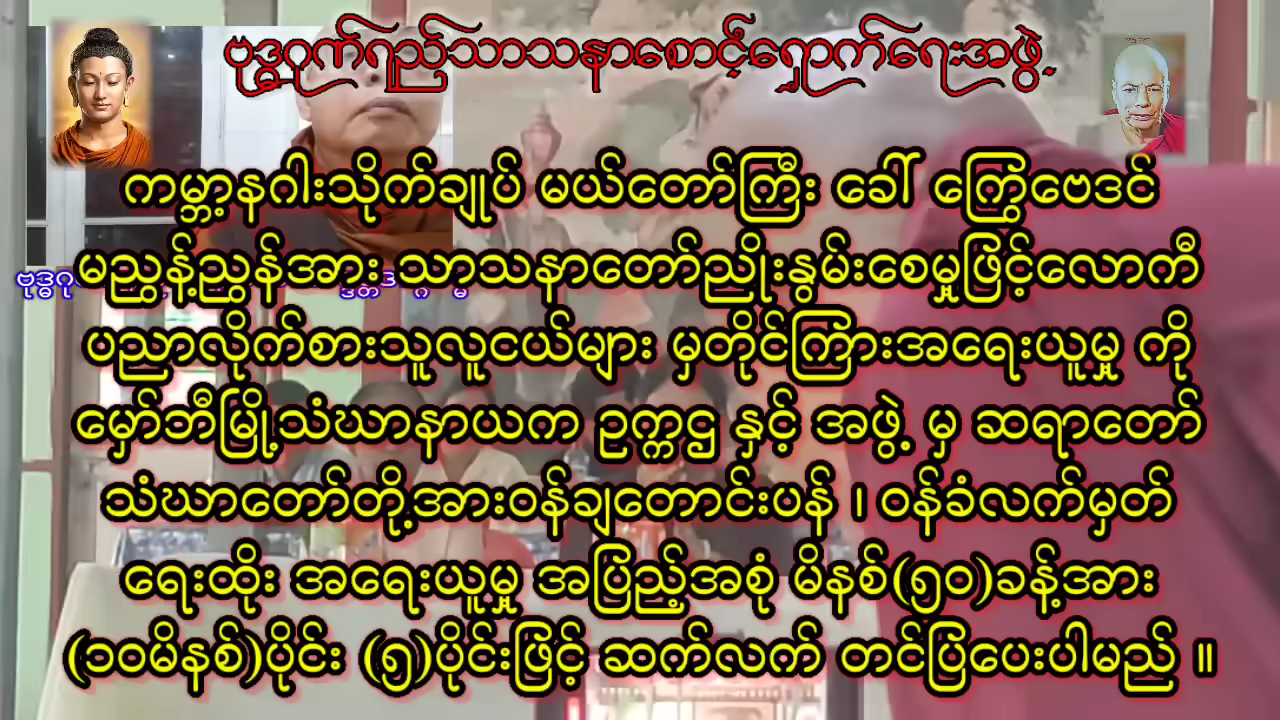 ဗုဒ္ဓဂုဏ်ရည်သာသနာစောင့်ရှောက်ရေးအဖွဲ့
ကမ္ဘာ့နဂါးသိုက်ချုပ် မယ်တော်ကြီး ခေါ် ကြွေဗေဒင်
မညွှန့်ညွှန်အား သာသနာတော်ညှိုးနွမ်းစေမှုဖြင့်လောကီ
ပညာလိုက်စားသူလူငယ်များ မှတိုင်ကြားအရေးယူမှု ကို
မှော်ဘီမြို့သံဃာနာယက ဥက္ကဌ နှင့် အဖွဲ့ မှ ဆရာတော်
သံဃာတော်တို့အားဝန်ချတောင်းပန် ၊ ဝန်ခံလက်မှတ်
ရေးထိုး အရေးယူမှု အပြည့်အစုံ မိနစ်(၅၀)ခန့်အား
(၁၀မိနစ်)ပိုင်း (၅)ပိုင်းဖြင့် ဆက်လက် တင်ပြပေးပါမည် ။